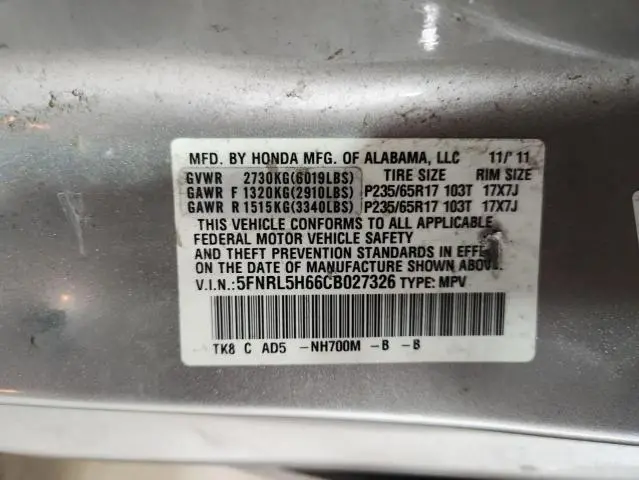 MFD. BY HONDA MFG. OF ALABAMA, LLC 11/'11
GVWR 2730KG(6019LBS) TIRE SIZE RIM SIZE
GAWR F 1320KG(2910LBS) P235/65R17 103T 17X7J
GAWR R 1515KG(3340LBS) P235/65R17 103T 17X7J
THIS VEHICLE CONFORMS TO ALL APPLICABLE
FEDERAL MOTOR VEHICLE SAFETY
AND THEFT PREVENTION STANDARDS IN EFFE
ON THE DATE OF MANUFACTURE SHOWN ABOVE.
V.I.N.:5FNRL5H66CB027326 TYPE: MPV
TK8 C AD5 -NH700M -B -B